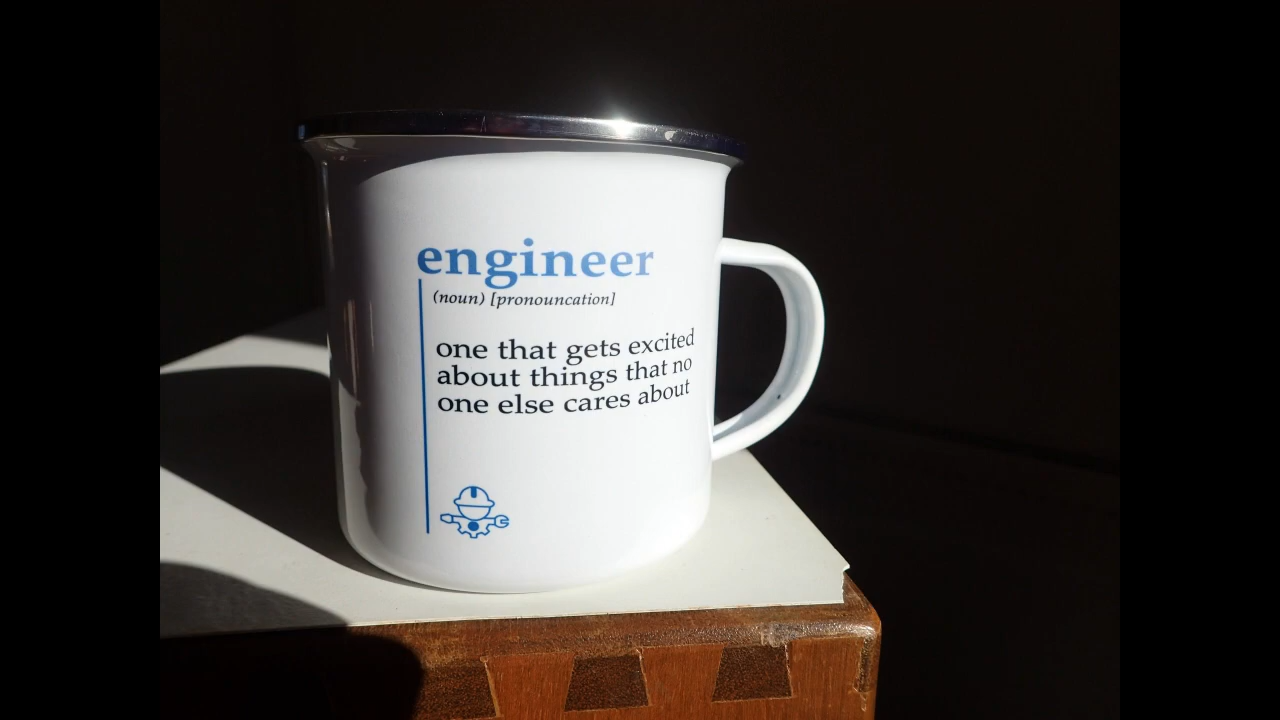 engineer
(noun) [pronouncation]
one that gets excited
about things that no
one else cares about